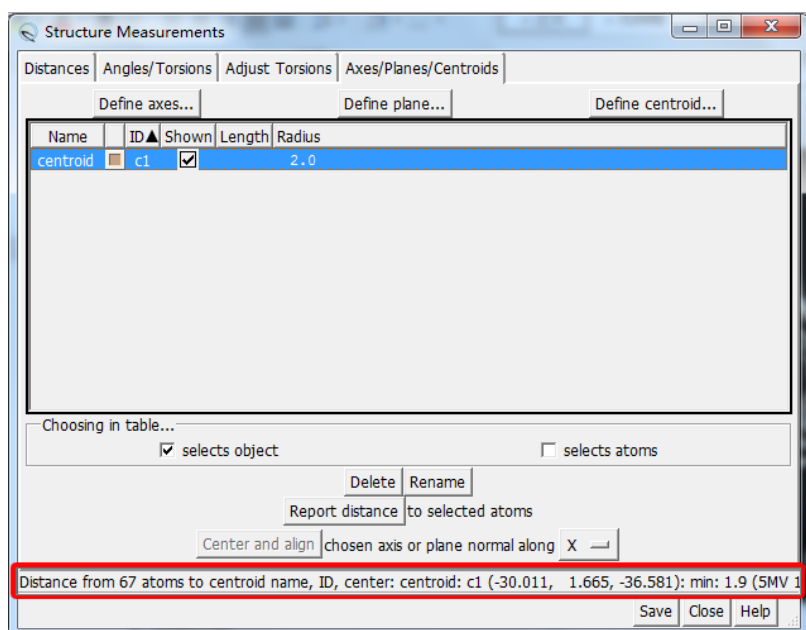 Structure Measurements
Distances Angles/Torsions Adjust Torsions Axes/Planes/Centroids
Define axes... Define plane... Define centroid...
Name ID▲ Shown Length Radius
centroid c1 2.0
Choosing in table...
selects object selects atoms
Delete Rename
Report distance to selected atoms
Center and align chosen axis or plane normal along X
Distance from 67 atoms to centroid name, ID, center: centroid: c1 (-30.011, 1.665, -36.581): min: 1.9 (5MV 1
Save Close Help